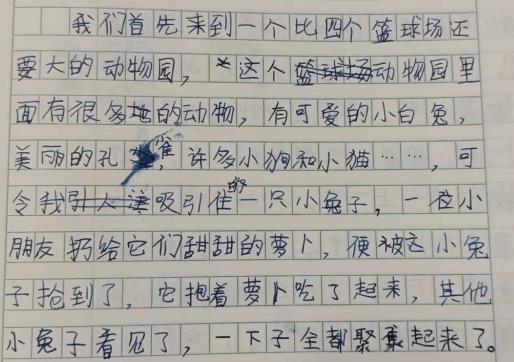 我们首先来到一个比四个篮球场还
要大的动物园，这个动物园里
面有很多地的动物，有可爱的小白兔，
美丽的孔雀，许多小狗和小猫……，可
令我吸引住的一只小兔子，一位小
朋友扔给它们甜甜的萝卜，便被这小兔
子抢到了，它抱着萝卜吃了起来，其他
小兔子看见了，一下子全都聚集起来了。